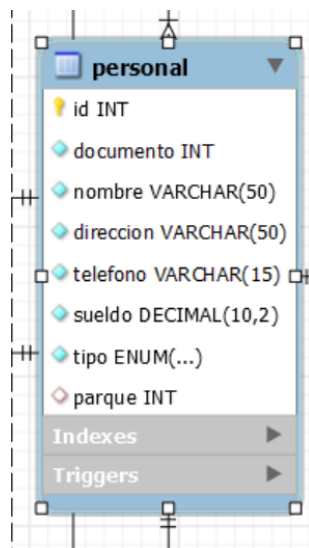 personal
id INT
documento INT
nombre VARCHAR(50)
direccion VARCHAR(50)
telefono VARCHAR(15)
sueldo DECIMAL(10,2)
tipo ENUM(...)
parque INT
Indexes
Triggers